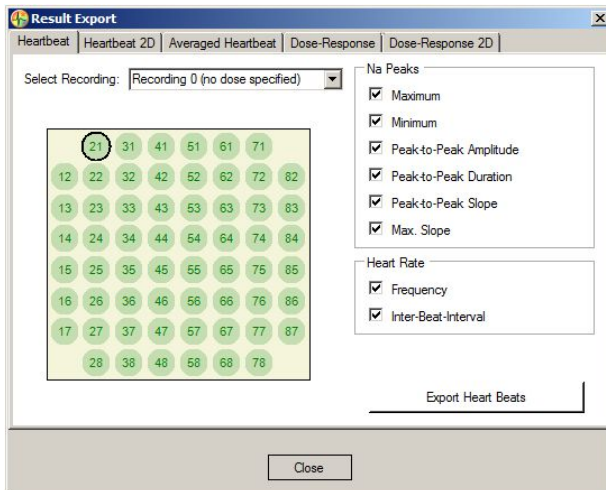 Result Export
Heartbeat Heartbeat 2D Averaged Heartbeat Dose-Response Dose-Response 2D
Select Recording: Recording 0 (no dose specified)
21 31 41 51 61 71
12 22 32 42 52 62 72 82
13 23 33 43 53 63 73 83
14 24 34 44 54 64 74 84
15 25 35 45 55 65 75 85
16 26 36 46 56 66 76 86
17 27 37 47 57 67 77 87
28 38 48 58 68 78
Na Peaks
Maximum
Minimum
Peak-to-Peak Amplitude
Peak-to-Peak Duration
Peak-to-Peak Slope
Max. Slope
Heart Rate
Frequency
Inter-Beat-Interval
Export Heart Beats
Close